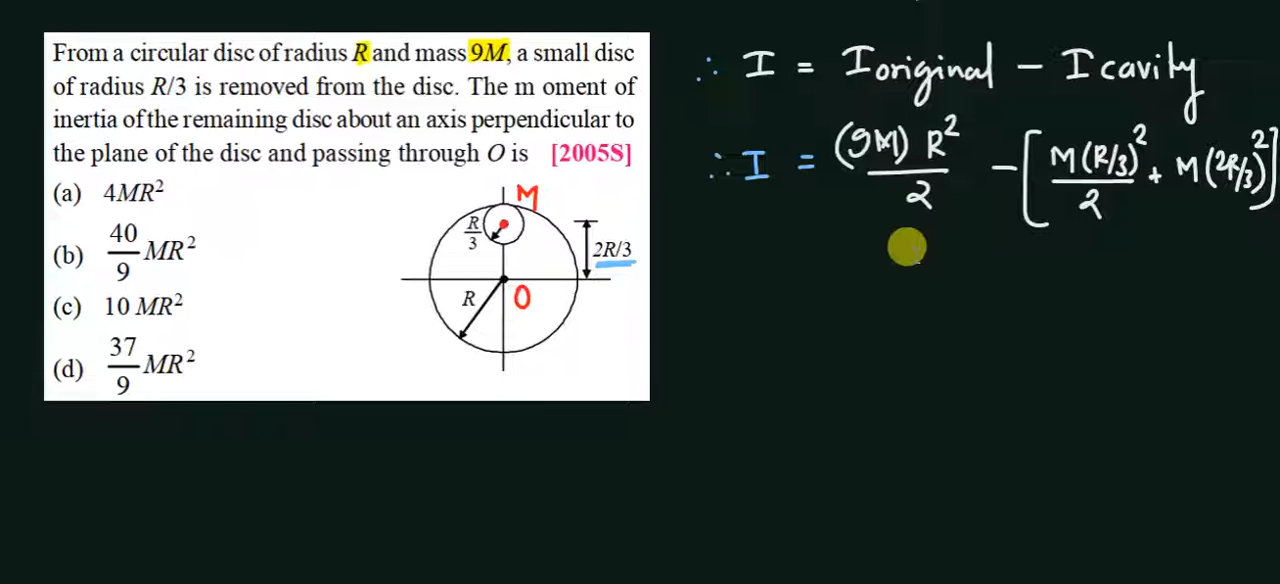 From a circular disc of radius R and mass 9M, a small disc
of radius R/3 is removed from the disc. The m oment of
inertia of the remaining disc about an axis perpendicular to
the plane of the disc and passing through O is [2005S]
(a) 4MR²
(b) 40/9 MR²
(c) 10 MR²
(d) 37/9 MR²
M
R/3
2R/3
R
O
∴ I = I original − I cavity
∴ I = (9M) R²/2 − [M(R/3)²/2 + M(2R/3)²]